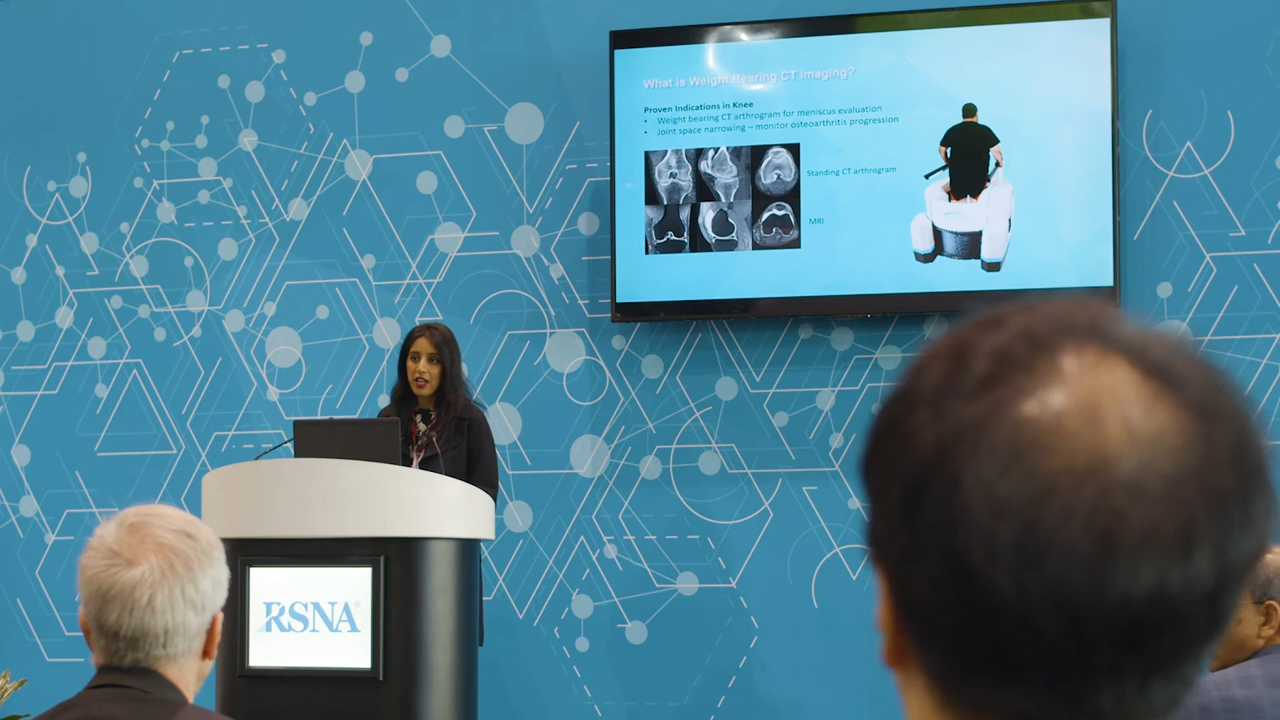 What is Weight Bearing CT Imaging?
Proven Indications in Knee
• Weight bearing CT arthrogram for meniscus evaluation
• Joint space narrowing – monitor osteoarthritis progression
Standing CT arthrogram
MRI
RSNA®